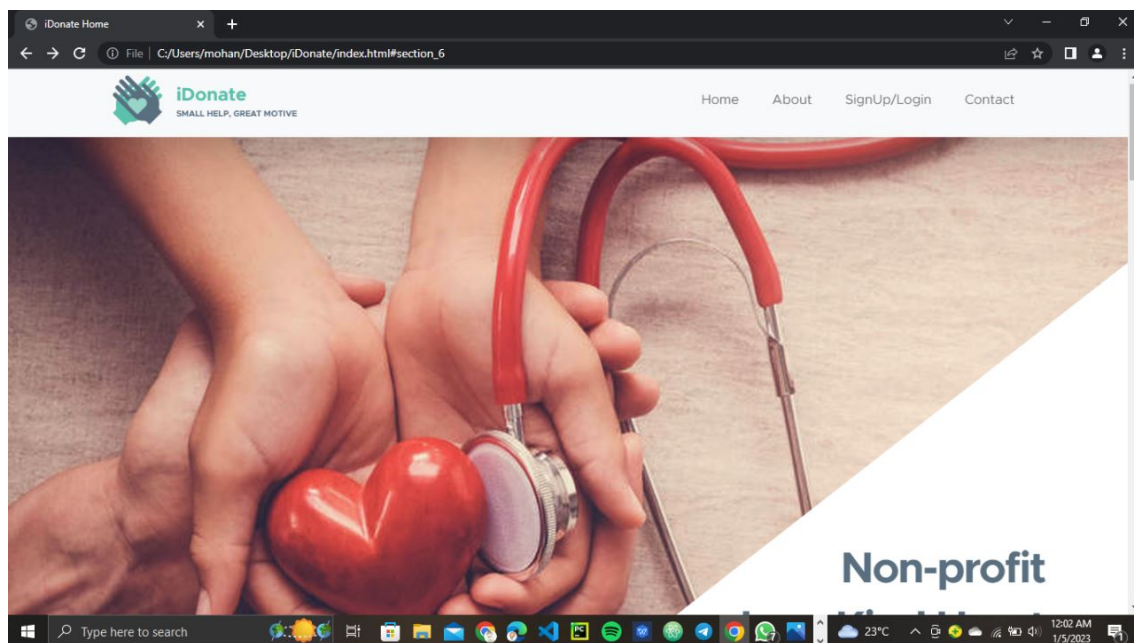 iDonate Home
File | C:/Users/mohan/Desktop/iDonate/index.html#section_6
iDonate
SMALL HELP, GREAT MOTIVE
Home About SignUp/Login Contact
Non-profit
Type here to search
23°C
12:02 AM
1/5/2023